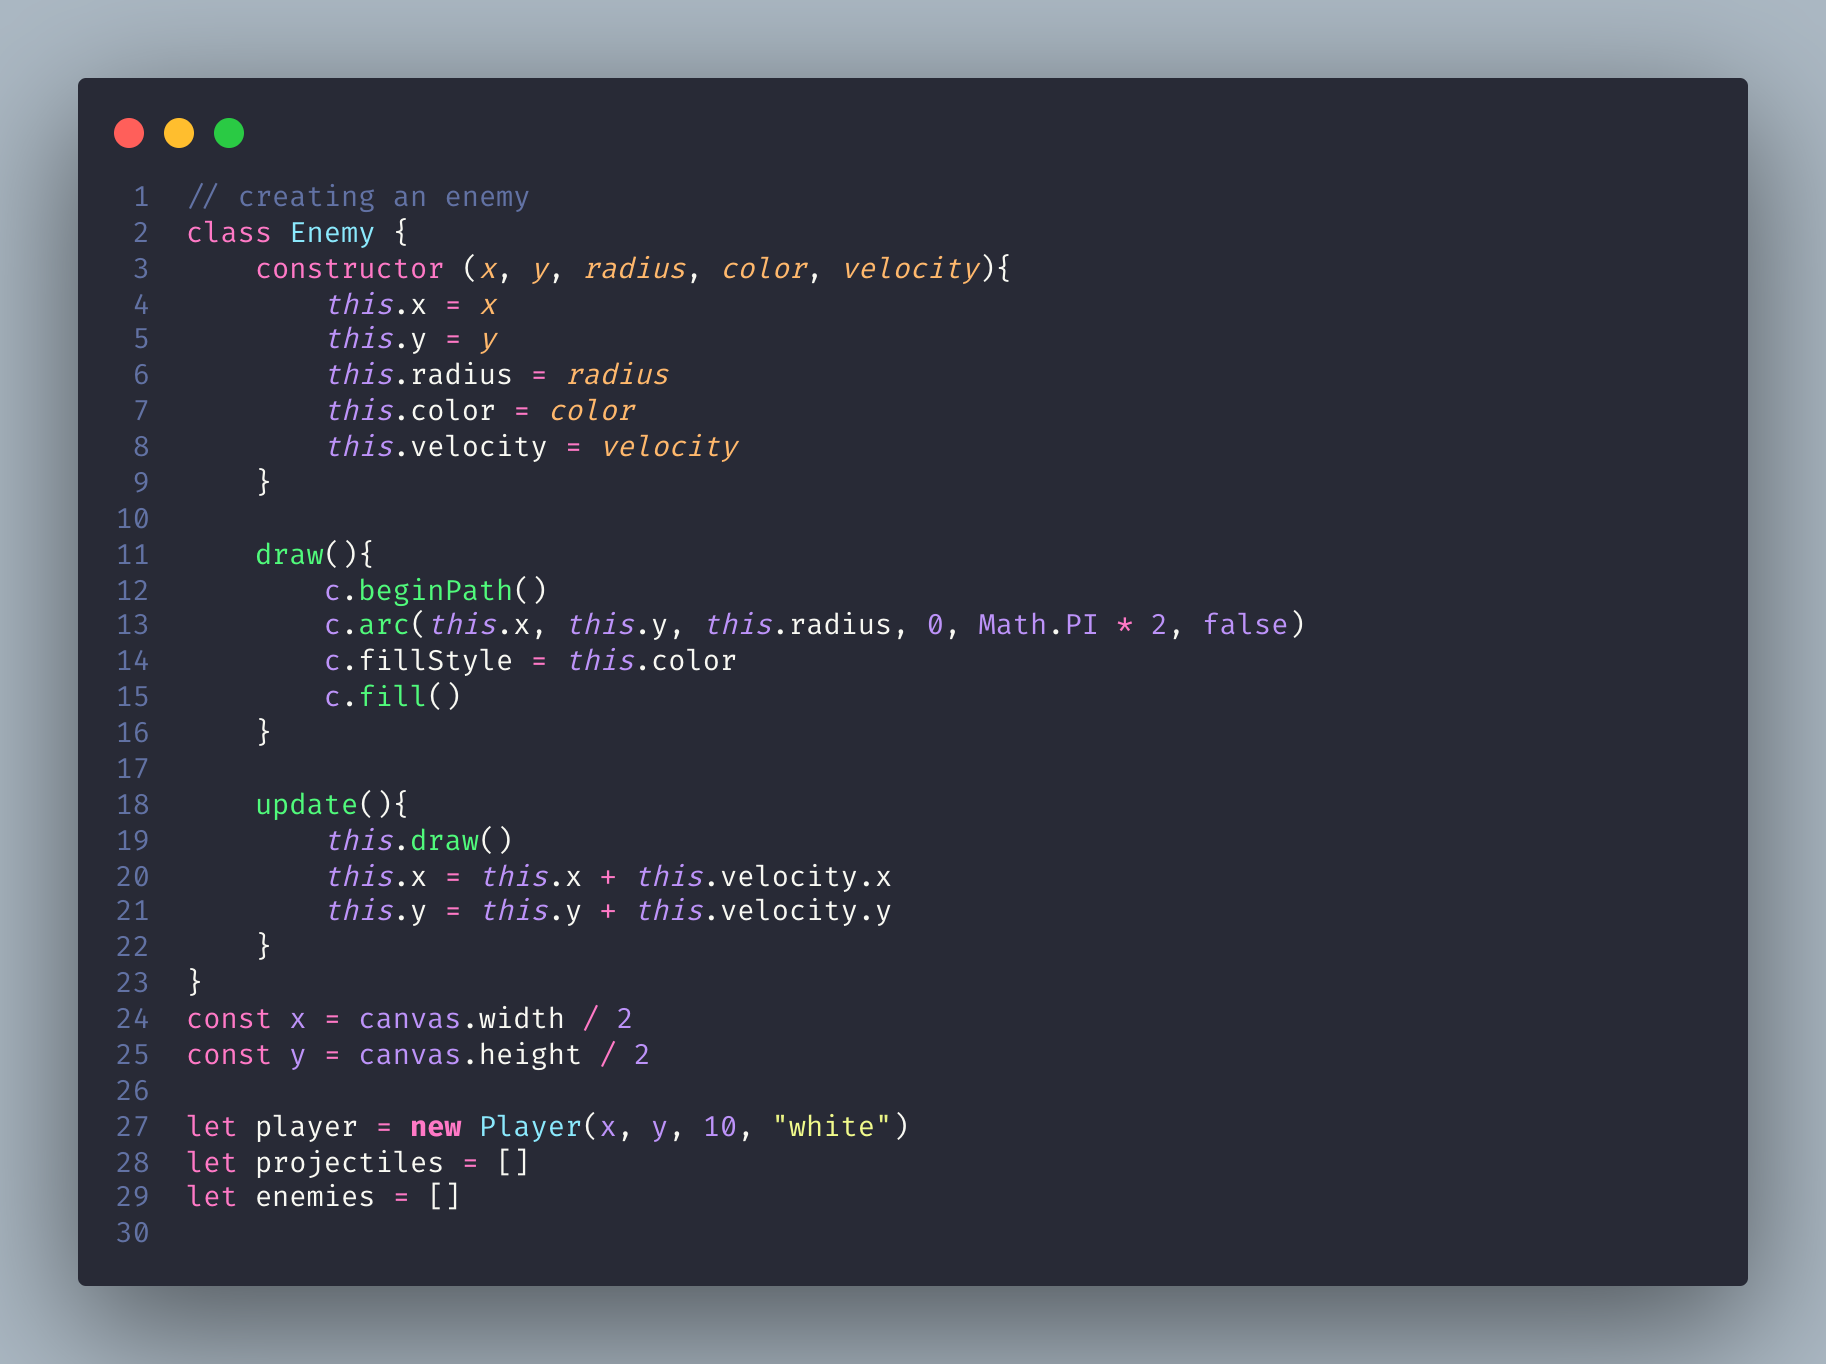 1 // creating an enemy
2 class Enemy {
3     constructor (x, y, radius, color, velocity){
4         this.x = x
5         this.y = y
6         this.radius = radius
7         this.color = color
8         this.velocity = velocity
9     }
10
11     draw(){
12         c.beginPath()
13         c.arc(this.x, this.y, this.radius, 0, Math.PI * 2, false)
14         c.fillStyle = this.color
15         c.fill()
16     }
17
18     update(){
19         this.draw()
20         this.x = this.x + this.velocity.x
21         this.y = this.y + this.velocity.y
22     }
23 }
24 const x = canvas.width / 2
25 const y = canvas.height / 2
26
27 let player = new Player(x, y, 10, "white")
28 let projectiles = []
29 let enemies = []
30